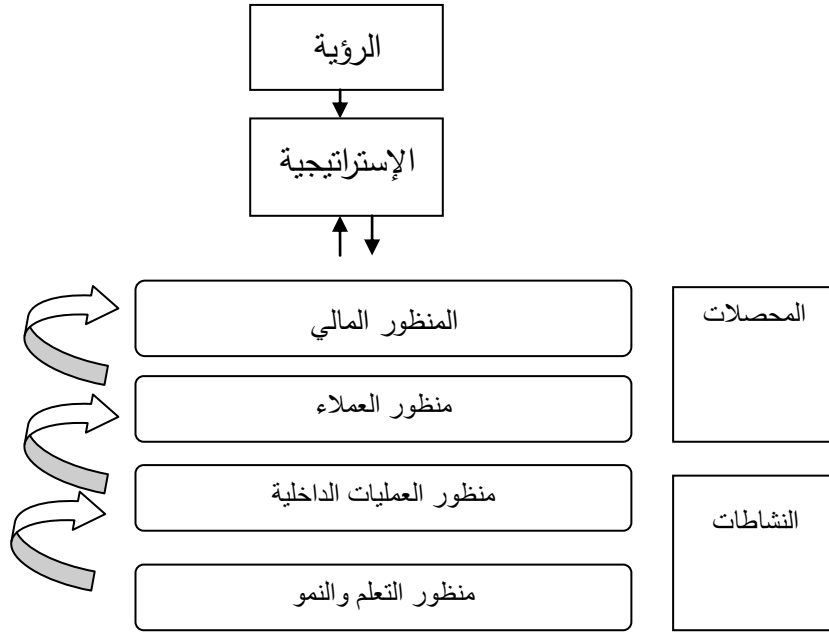 الرؤية
الإستراتيجية
المنظور المالي
المحصلات
منظور العملاء
منظور العمليات الداخلية
النشاطات
منظور التعلم والنمو